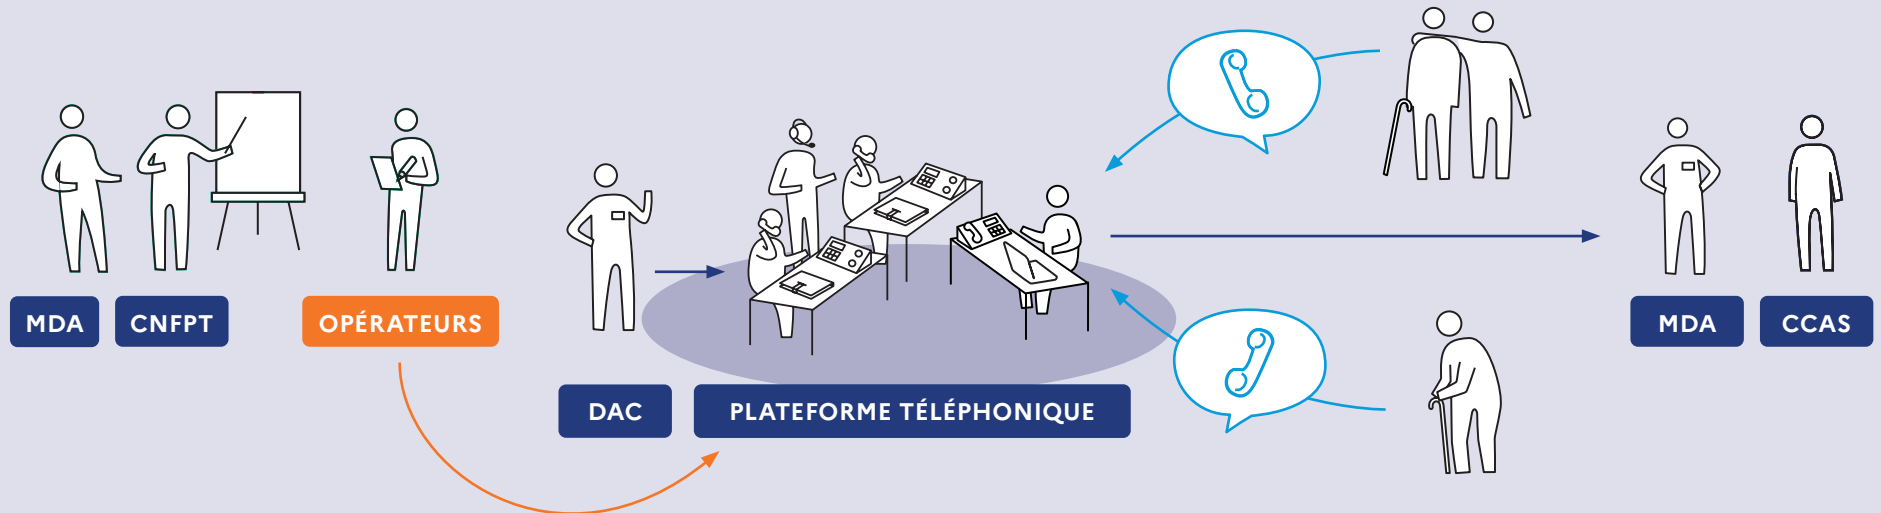 MDA
CNFPT
OPÉRATEURS
DAC
PLATEFORME TÉLÉPHONIQUE
MDA
CCAS